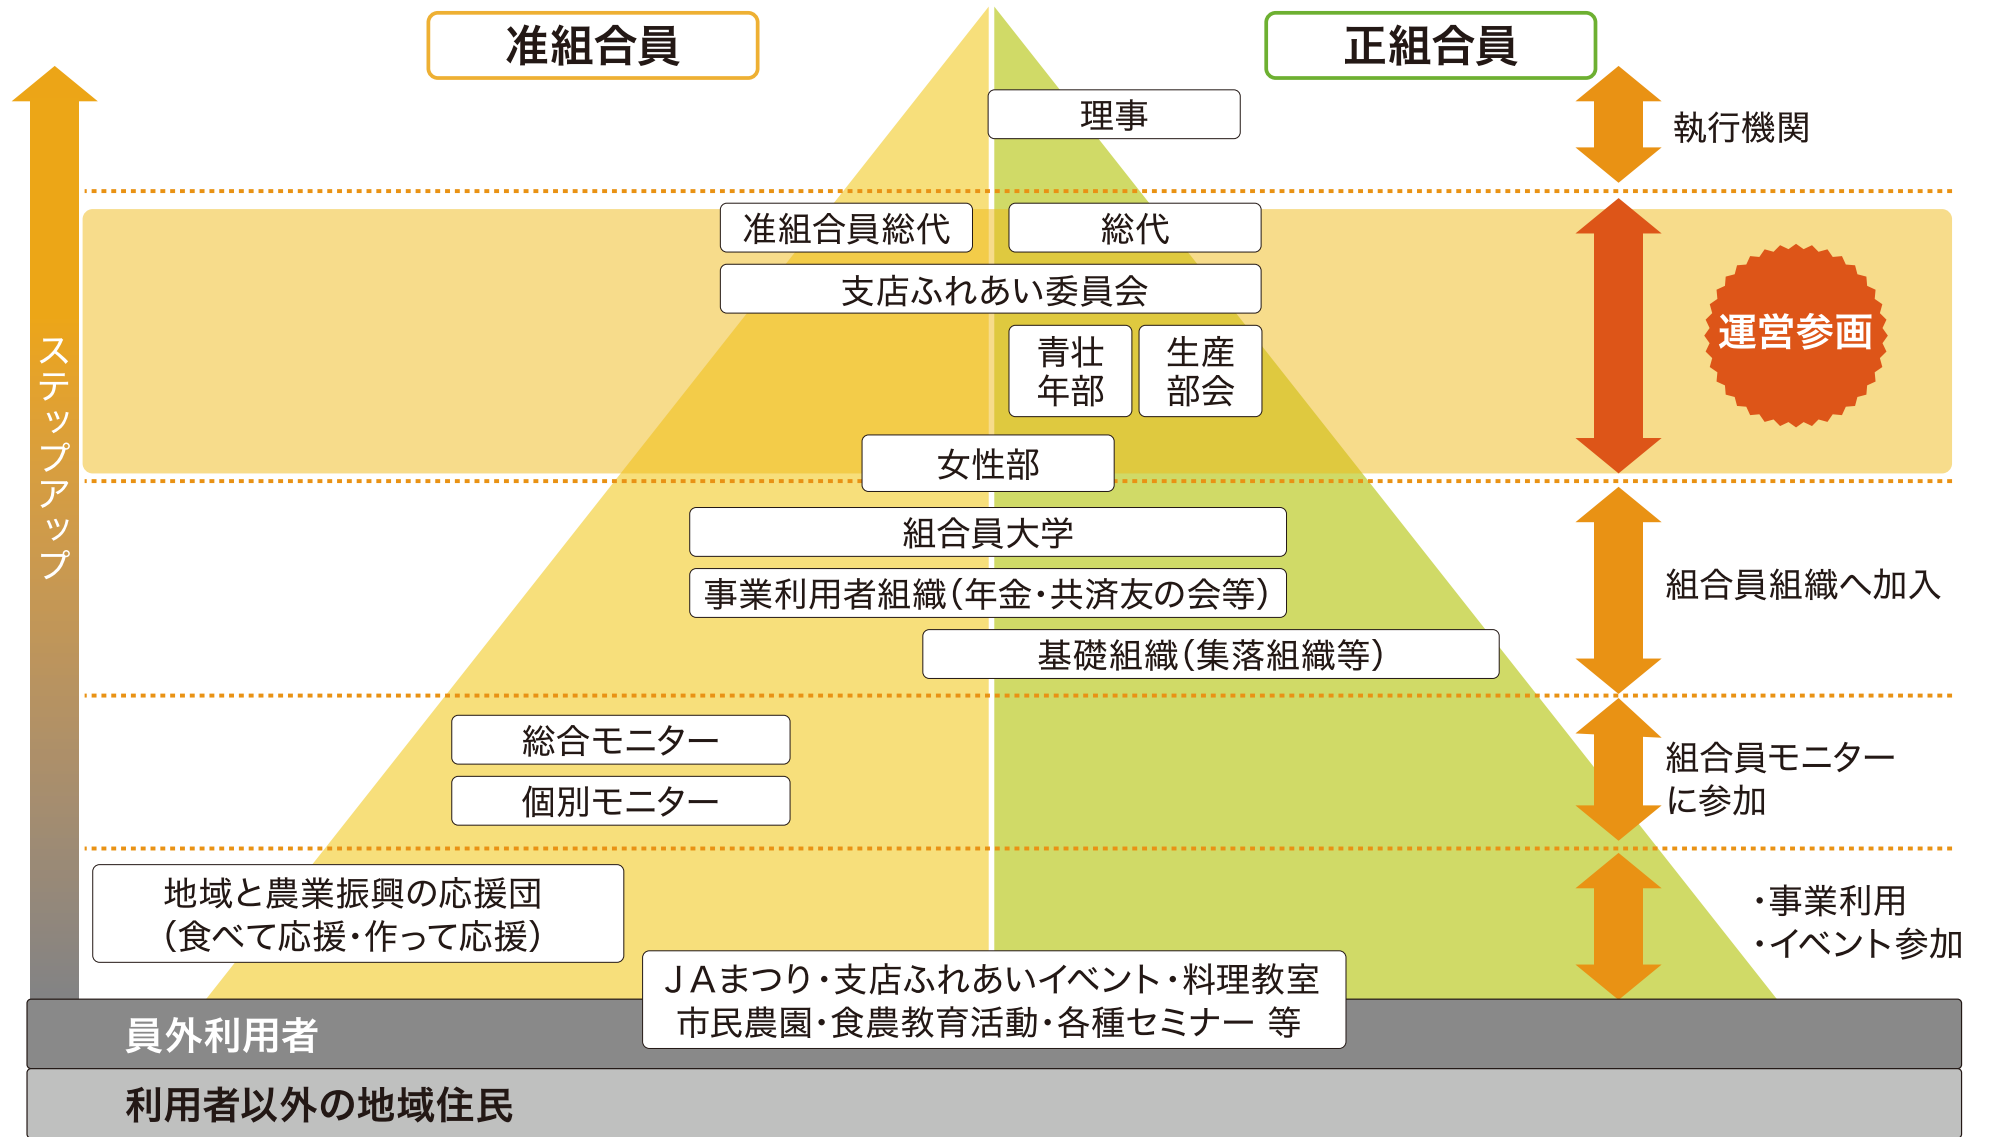 准組合員
正組合員
理事
執行機関
准組合員総代
総代
支店ふれあい委員会
青壮
年部
生産
部会
運営参画
女性部
ステップアップ
組合員大学
事業利用者組織(年金・共済友の会等)
基礎組織(集落組織等)
組合員組織へ加入
総合モニター
個別モニター
組合員モニター
に参加
地域と農業振興の応援団
(食べて応援・作って応援)
・事業利用
・イベント参加
JAまつり・支店ふれあいイベント・料理教室
市民農園・食農教育活動・各種セミナー 等
員外利用者
利用者以外の地域住民